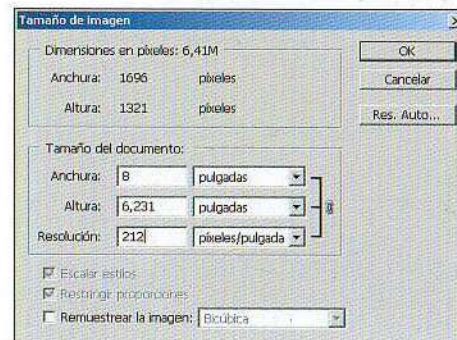 Tamaño de imagen
Dimensiones en píxeles: 6,41M
Anchura: 1696 píxeles
Altura: 1321 píxeles
OK
Cancelar
Res. Auto...
Tamaño del documento:
Anchura: 8 pulgadas
Altura: 6,231 pulgadas
Resolución: 212 píxeles/pulgada
Escalar estilos
Restringir proporciones
Remuestrear la imagen: Bicúbica